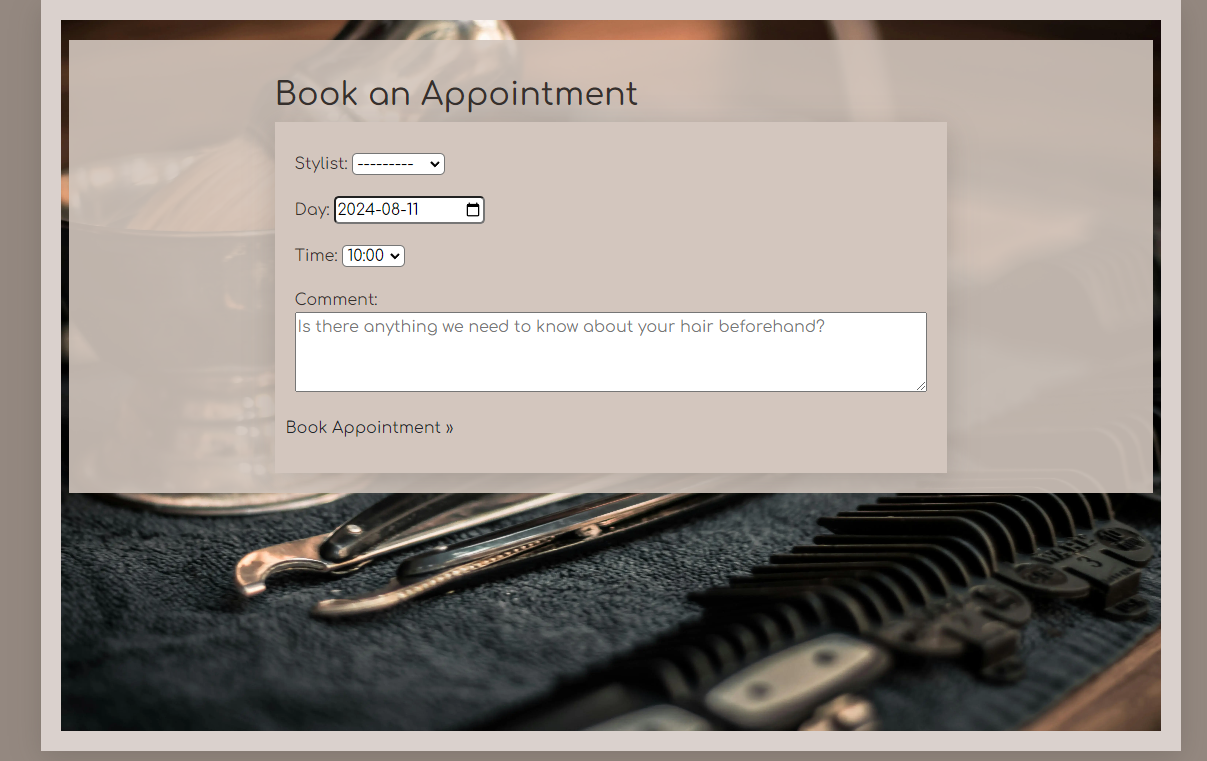 Book an Appointment
Stylist: ---------
Day: 2024-08-11
Time: 10:00
Comment:
Is there anything we need to know about your hair beforehand?
Book Appointment »
3